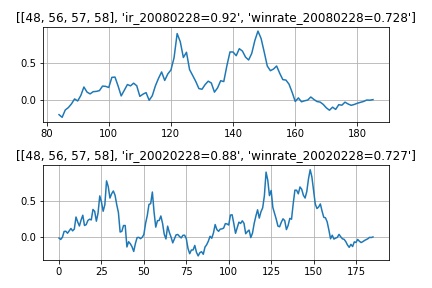 [[48, 56, 57, 58], 'ir_20080228=0.92', 'winrate_20080228=0.728']
0.5
0.0
80 100 120 140 160 180
[[48, 56, 57, 58], 'ir_20020228=0.88', 'winrate_20020228=0.727']
0.5
0.0
0 25 50 75 100 125 150 175